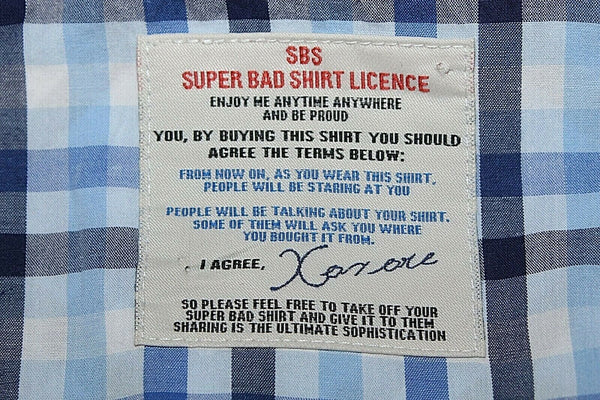 SBS
SUPER BAD SHIRT LICENCE
ENJOY ME ANYTIME ANYWHERE
AND BE PROUD
YOU, BY BUYING THIS SHIRT YOU SHOULD
AGREE THE TERMS BELOW:
FROM NOW ON, AS YOU WEAR THIS SHIRT,
PEOPLE WILL BE STARING AT YOU
PEOPLE WILL BE TALKING ABOUT YOUR SHIRT.
SOME OF THEM WILL ASK YOU WHERE
YOU BOUGHT IT FROM.
I AGREE,
SO PLEASE FEEL FREE TO TAKE OFF YOUR
SUPER BAD SHIRT AND GIVE IT TO THEM
SHARING IS THE ULTIMATE SOPHISTICATION